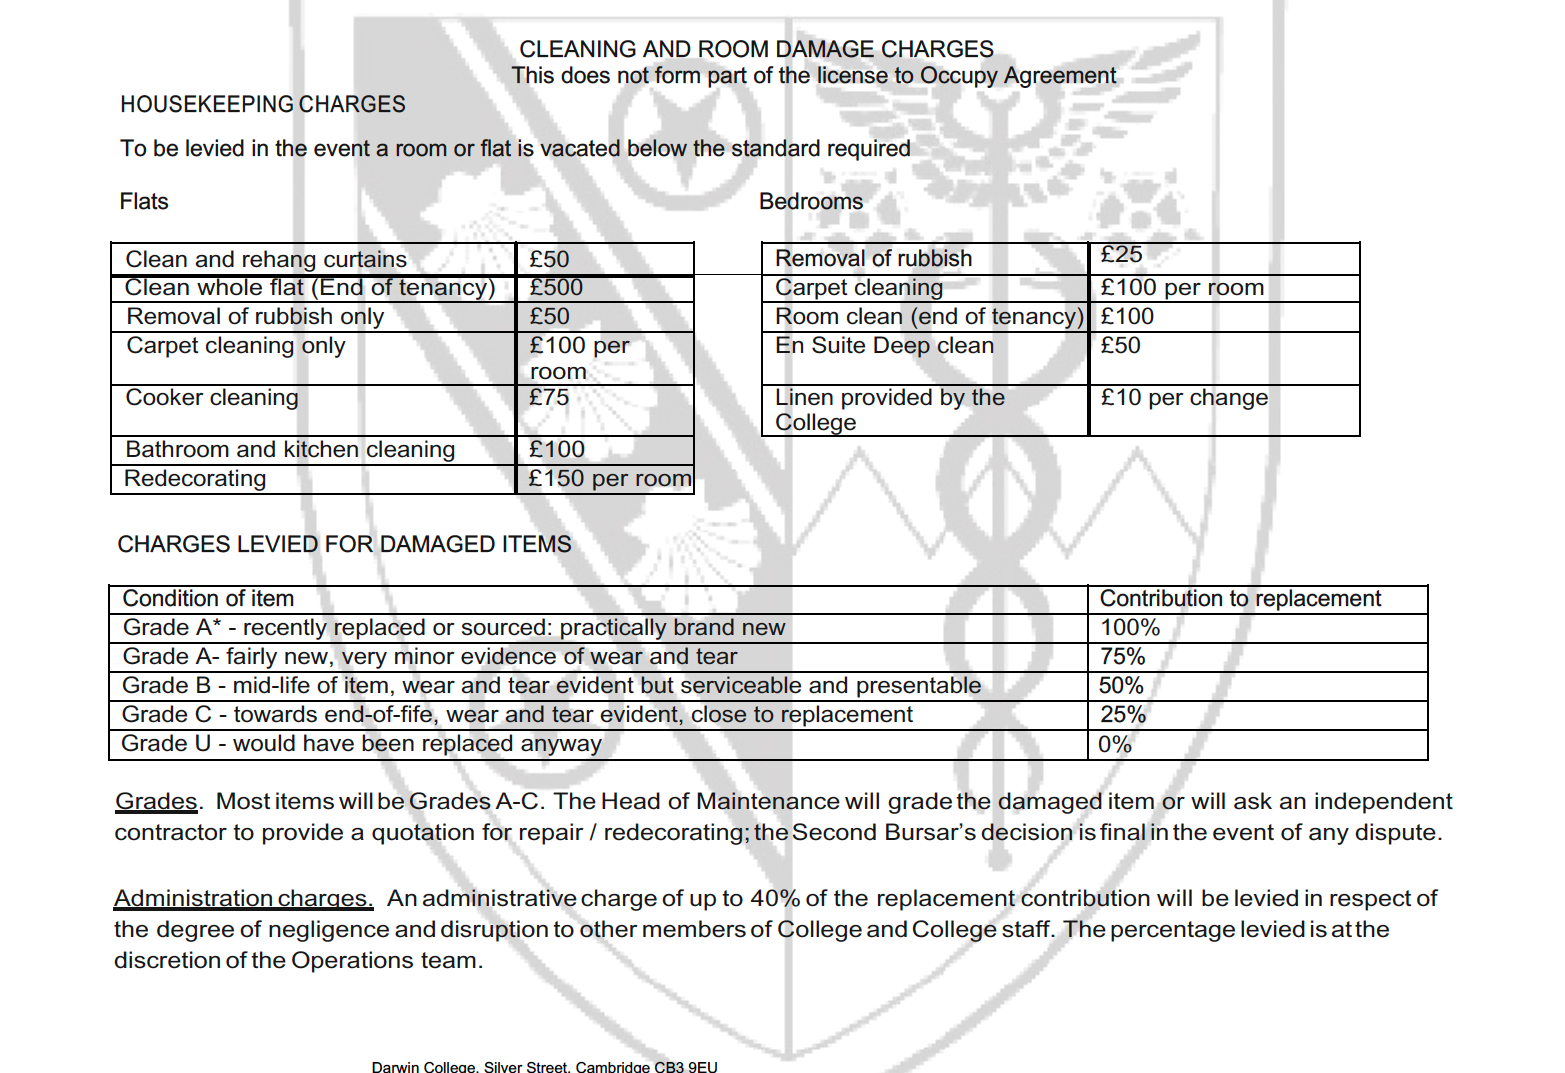 CLEANING AND ROOM DAMAGE CHARGES
This does not form part of the license to Occupy Agreement
HOUSEKEEPING CHARGES
To be levied in the event a room or flat is vacated below the standard required
Flats
Clean and rehang curtains £50
Clean whole flat (End of tenancy) £500
Removal of rubbish only £50
Carpet cleaning only £100 per
room
Cooker cleaning £75
Bathroom and kitchen cleaning £100
Redecorating £150 per room
Bedrooms
Removal of rubbish £25
Carpet cleaning £100 per room
Room clean (end of tenancy) £100
En Suite Deep clean £50
Linen provided by the £10 per change
College
CHARGES LEVIED FOR DAMAGED ITEMS
Condition of item Contribution to replacement
Grade A* - recently replaced or sourced: practically brand new 100%
Grade A- fairly new, very minor evidence of wear and tear 75%
Grade B - mid-life of item, wear and tear evident but serviceable and presentable 50%
Grade C - towards end-of-fife, wear and tear evident, close to replacement 25%
Grade U - would have been replaced anyway 0%
Grades. Most items will be Grades A-C. The Head of Maintenance will grade the damaged item or will ask an independent
contractor to provide a quotation for repair / redecorating; the Second Bursar's decision is final in the event of any dispute.
Administration charges. An administrative charge of up to 40% of the replacement contribution will be levied in respect of
the degree of negligence and disruption to other members of College and College staff. The percentage levied is at the
discretion of the Operations team.
Darwin College, Silver Street, Cambridge CB3 9EU